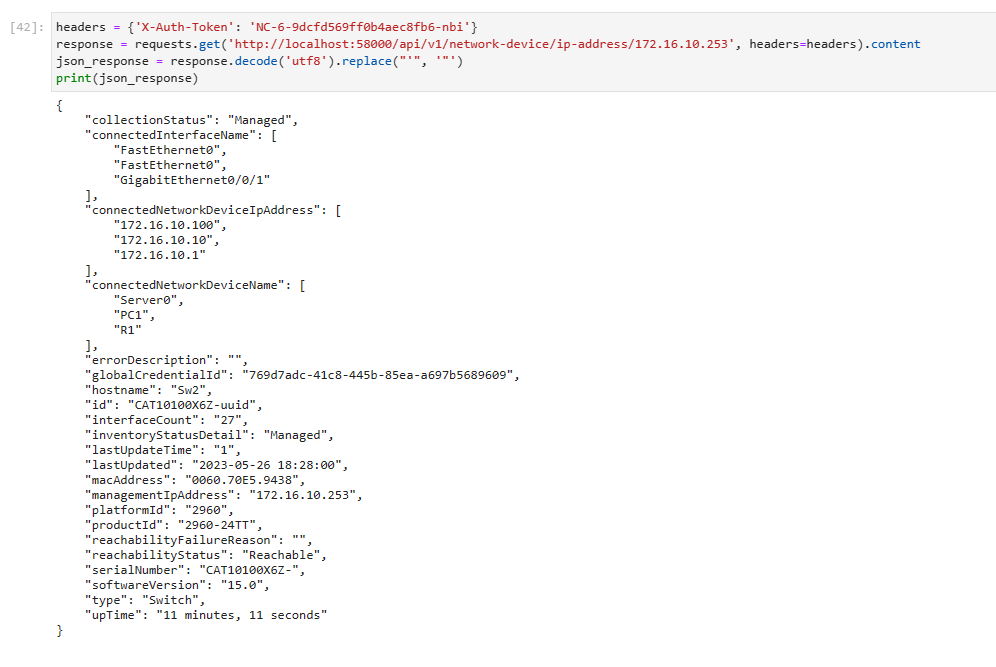 [42]:
headers = {'X-Auth-Token': 'NC-6-9dcfd569ff0b4aec8fb6-nbi'}
response = requests.get('http://localhost:58000/api/v1/network-device/ip-address/172.16.10.253', headers=headers).content
json_response = response.decode('utf8').replace("'", '"')
print(json_response)
{
    "collectionStatus": "Managed",
    "connectedInterfaceName": [
        "FastEthernet0",
        "FastEthernet0",
        "GigabitEthernet0/0/1"
    ],
    "connectedNetworkDeviceIpAddress": [
        "172.16.10.100",
        "172.16.10.10",
        "172.16.10.1"
    ],
    "connectedNetworkDeviceName": [
        "Server0",
        "PC1",
        "R1"
    ],
    "errorDescription": "",
    "globalCredentialId": "769d7adc-41c8-445b-85ea-a697b5689609",
    "hostname": "Sw2",
    "id": "CAT10100X6Z-uuid",
    "interfaceCount": "27",
    "inventoryStatusDetail": "Managed",
    "lastUpdateTime": "1",
    "lastUpdated": "2023-05-26 18:28:00",
    "macAddress": "0060.70E5.9438",
    "managementIpAddress": "172.16.10.253",
    "platformId": "2960",
    "productId": "2960-24TT",
    "reachabilityFailureReason": "",
    "reachabilityStatus": "Reachable",
    "serialNumber": "CAT10100X6Z-",
    "softwareVersion": "15.0",
    "type": "Switch",
    "upTime": "11 minutes, 11 seconds"
}